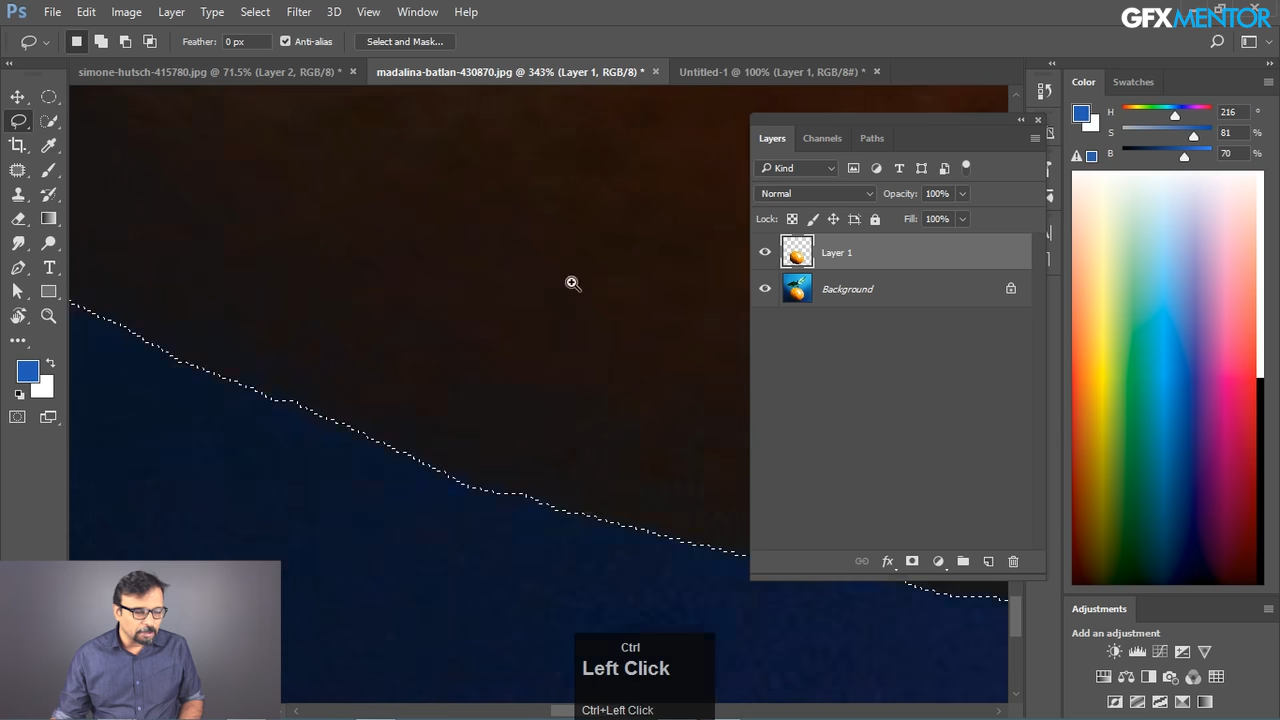 Ps File Edit Image Layer Type Select Filter 3D View Window Help
GFXMENTOR
Feather: 0 px Anti-alias Select and Mask...
simone-hutsch-415780.jpg @ 71.5% (Layer 2, RGB/8) * madalina-batlan-430870.jpg @ 343% (Layer 1, RGB/8) * Untitled-1 @ 100% (Layer 1, RGB/8#) *
Color Swatches
H 216 °
S 81 %
B 70 %
Layers Channels Paths
Kind
Normal Opacity: 100%
Lock: Fill: 100%
Layer 1
Background
fx
Adjustments
Add an adjustment
Ctrl
Left Click
Ctrl+Left Click